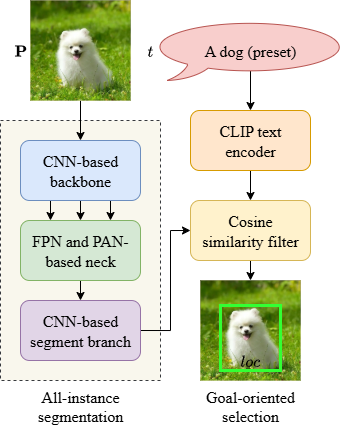 P
t
A dog (preset)
CNN-based
backbone
FPN and PAN-
based neck
CNN-based
segment branch
All-instance
segmentation
CLIP text
encoder
Cosine
similarity filter
loc
Goal-oriented
selection